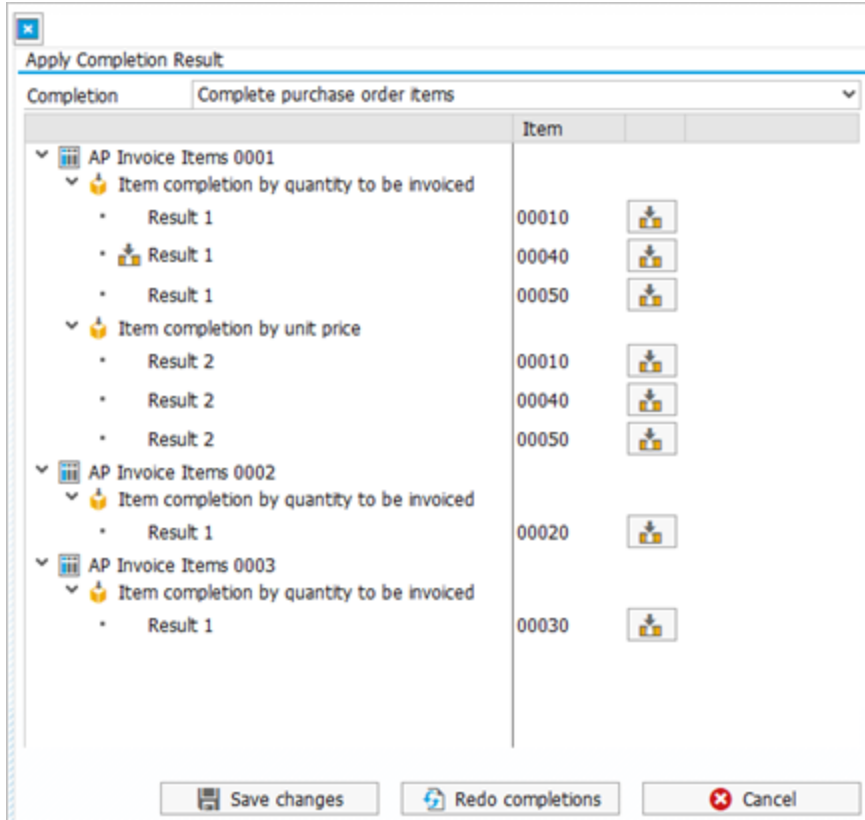 Apply Completion Result
Completion Complete purchase order items
Item
AP Invoice Items 0001
Item completion by quantity to be invoiced
Result 1 00010
Result 1 00040
Result 1 00050
Item completion by unit price
Result 2 00010
Result 2 00040
Result 2 00050
AP Invoice Items 0002
Item completion by quantity to be invoiced
Result 1 00020
AP Invoice Items 0003
Item completion by quantity to be invoiced
Result 1 00030
Save changes Redo completions Cancel